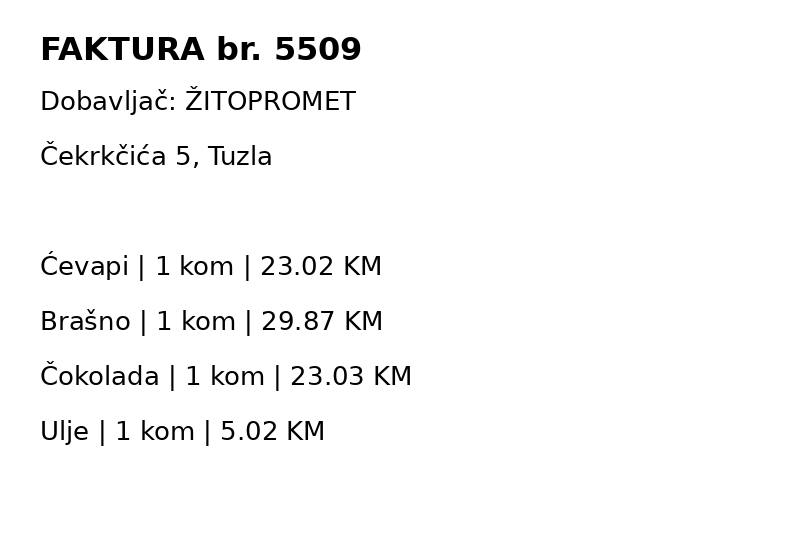 FAKTURA br. 5509
Dobavljač: ŽITOPROMET
Čekrkčića 5, Tuzla
Ćevapi | 1 kom | 23.02 KM
Brašno | 1 kom | 29.87 KM
Čokolada | 1 kom | 23.03 KM
Ulje | 1 kom | 5.02 KM